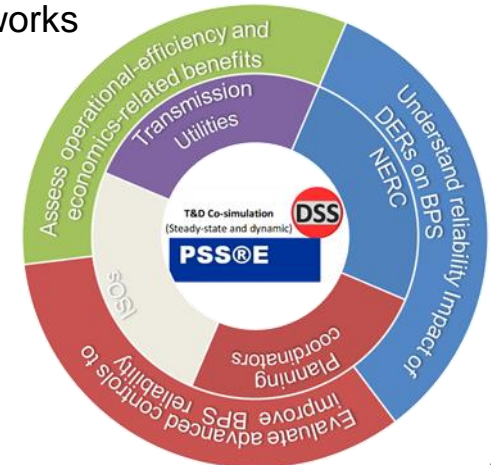 works
Assess operational-efficiency and
economics-related benefits
Transmission
Utilities
Understand reliability Impact of
DERs on BPS
NERC
T&D Co-simulation
(Steady-state and dynamic)
DSS
PSS®E
ISOs
Planning
coordinators
Evaluate advanced controls to
improve BPS reliability